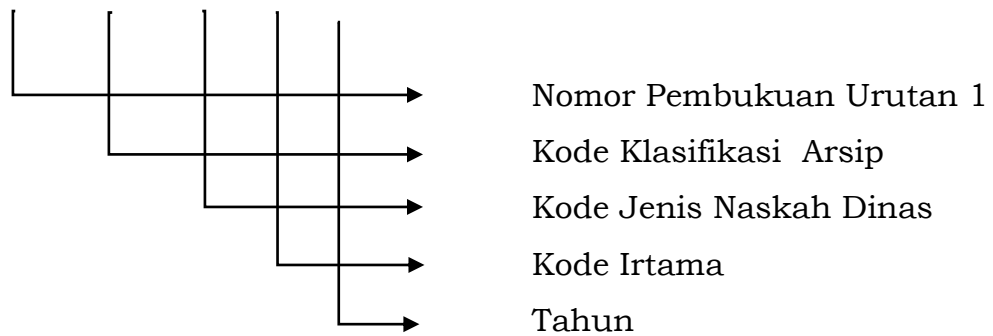 Nomor Pembukuan Urutan 1
Kode Klasifikasi Arsip
Kode Jenis Naskah Dinas
Kode Irtama
Tahun